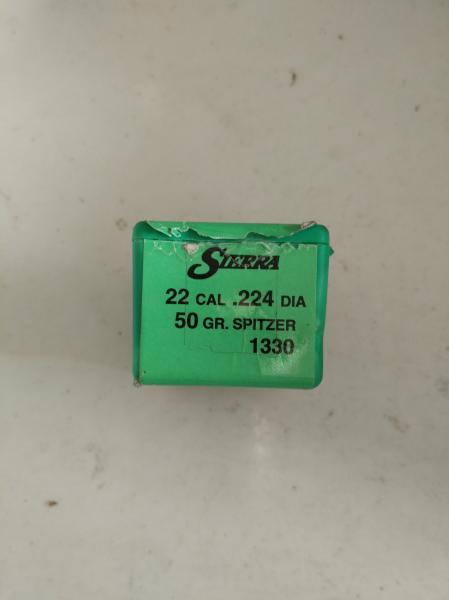 SIERRA
22 CAL .224 DIA
50 GR. SPITZER
1330